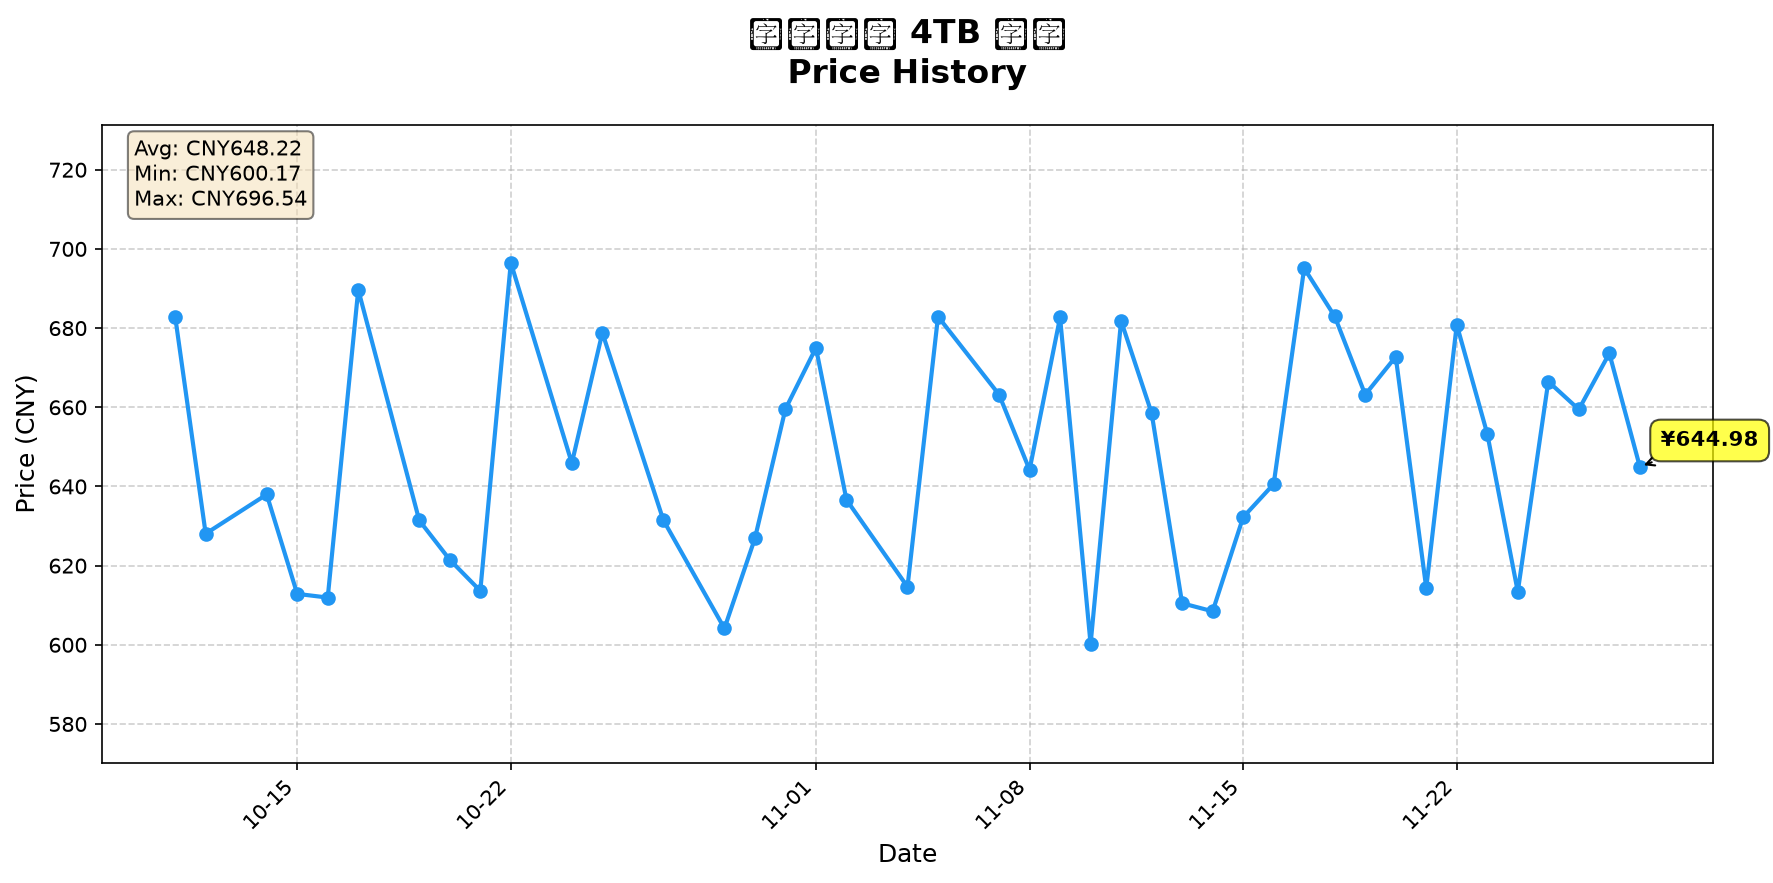 4TB
Price History
Avg: CNY648.22
Min: CNY600.17
Max: CNY696.54
720
700
680
660
640
620
600
580
Price (CNY)
¥644.98
10-15
10-22
11-01
11-08
11-15
11-22
Date